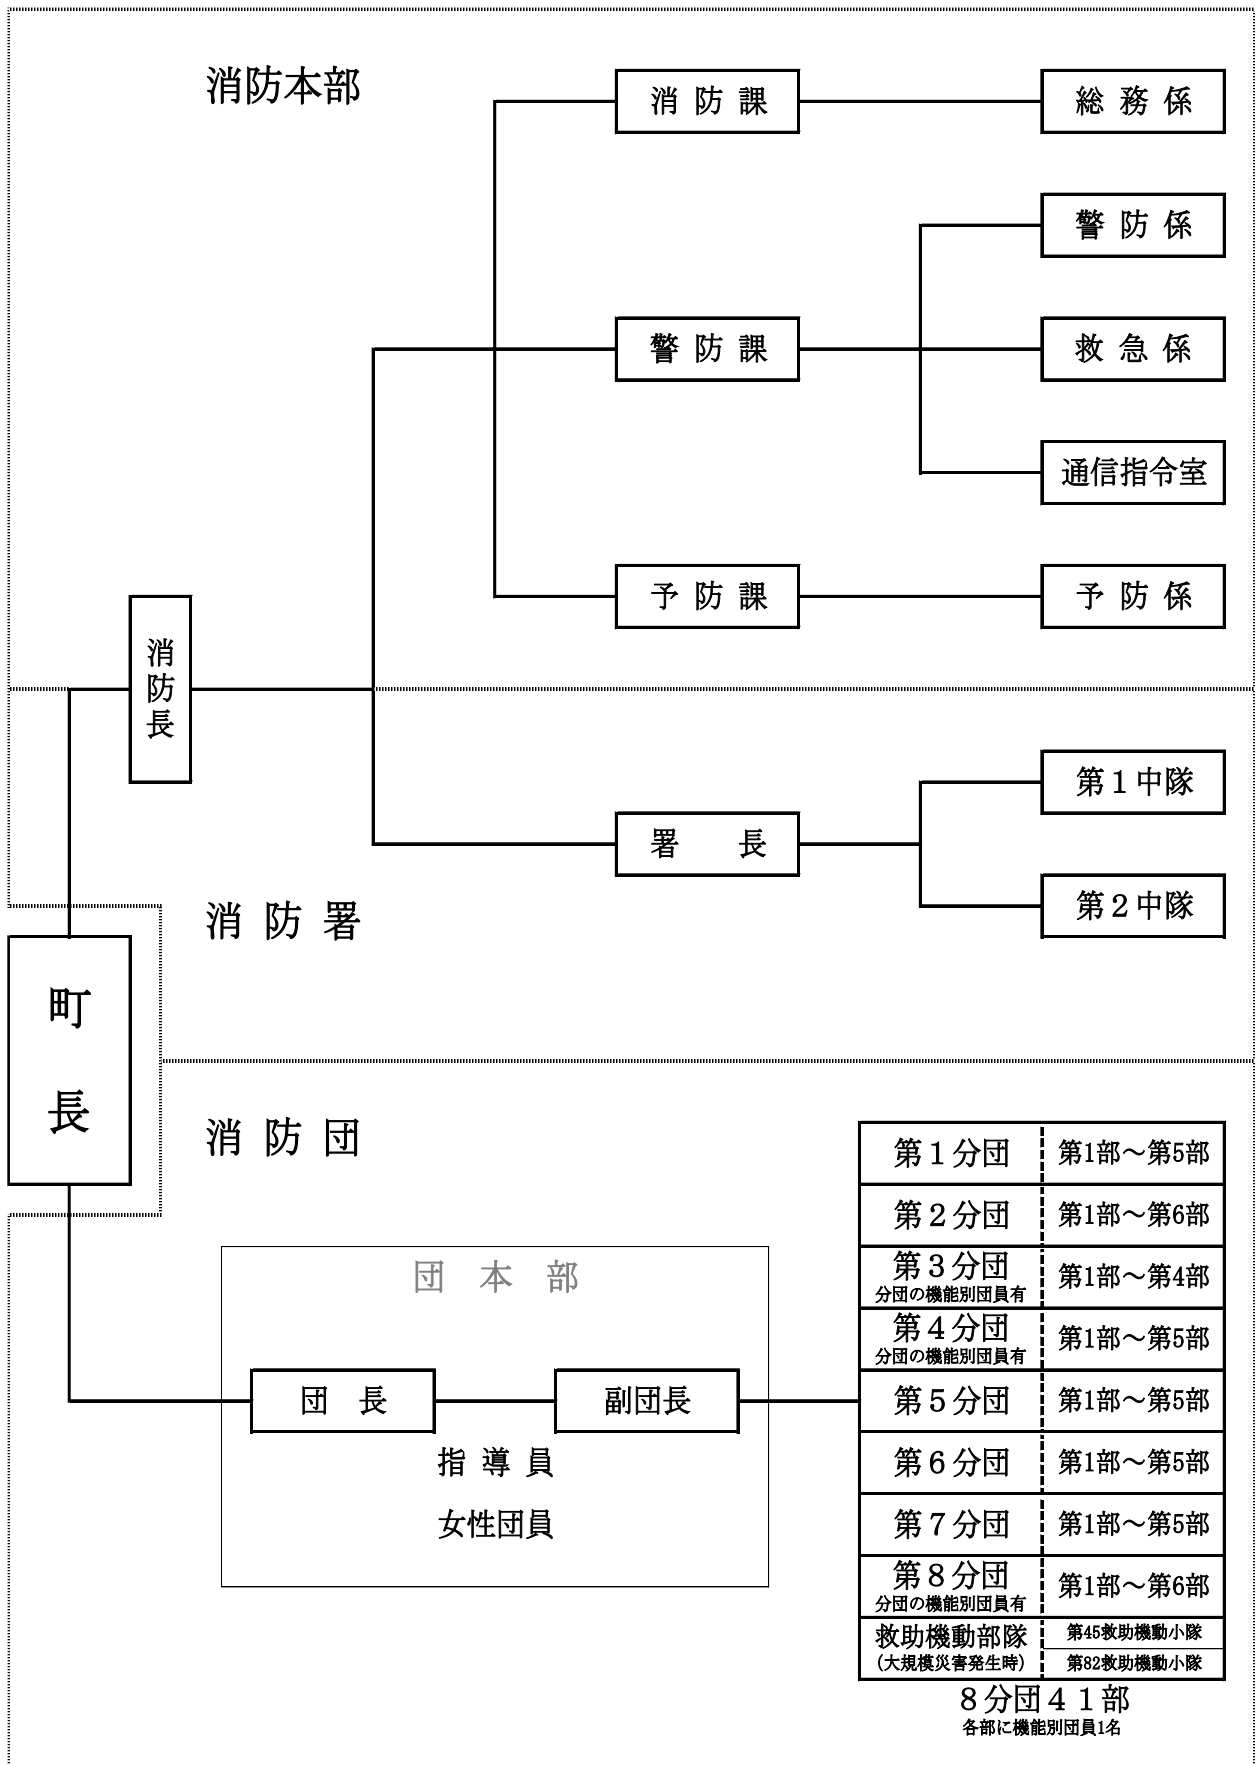 消防本部
消防課
総務係
警防係
警防課
救急係
通信指令室
予防課
予防係
消防長
第１中隊
署　長
第２中隊
消防署
町長
消防団
第１分団 第1部～第5部
第２分団 第1部～第6部
第３分団 第1部～第4部
分団の機能別団員有
第４分団 第1部～第5部
分団の機能別団員有
第５分団 第1部～第5部
第６分団 第1部～第5部
第７分団 第1部～第5部
第８分団 第1部～第6部
分団の機能別団員有
救助機動部隊
(大規模災害発生時)
第45救助機動小隊
第82救助機動小隊
８分団４１部
各部に機能別団員1名
団本部
団　長
副団長
指導員
女性団員